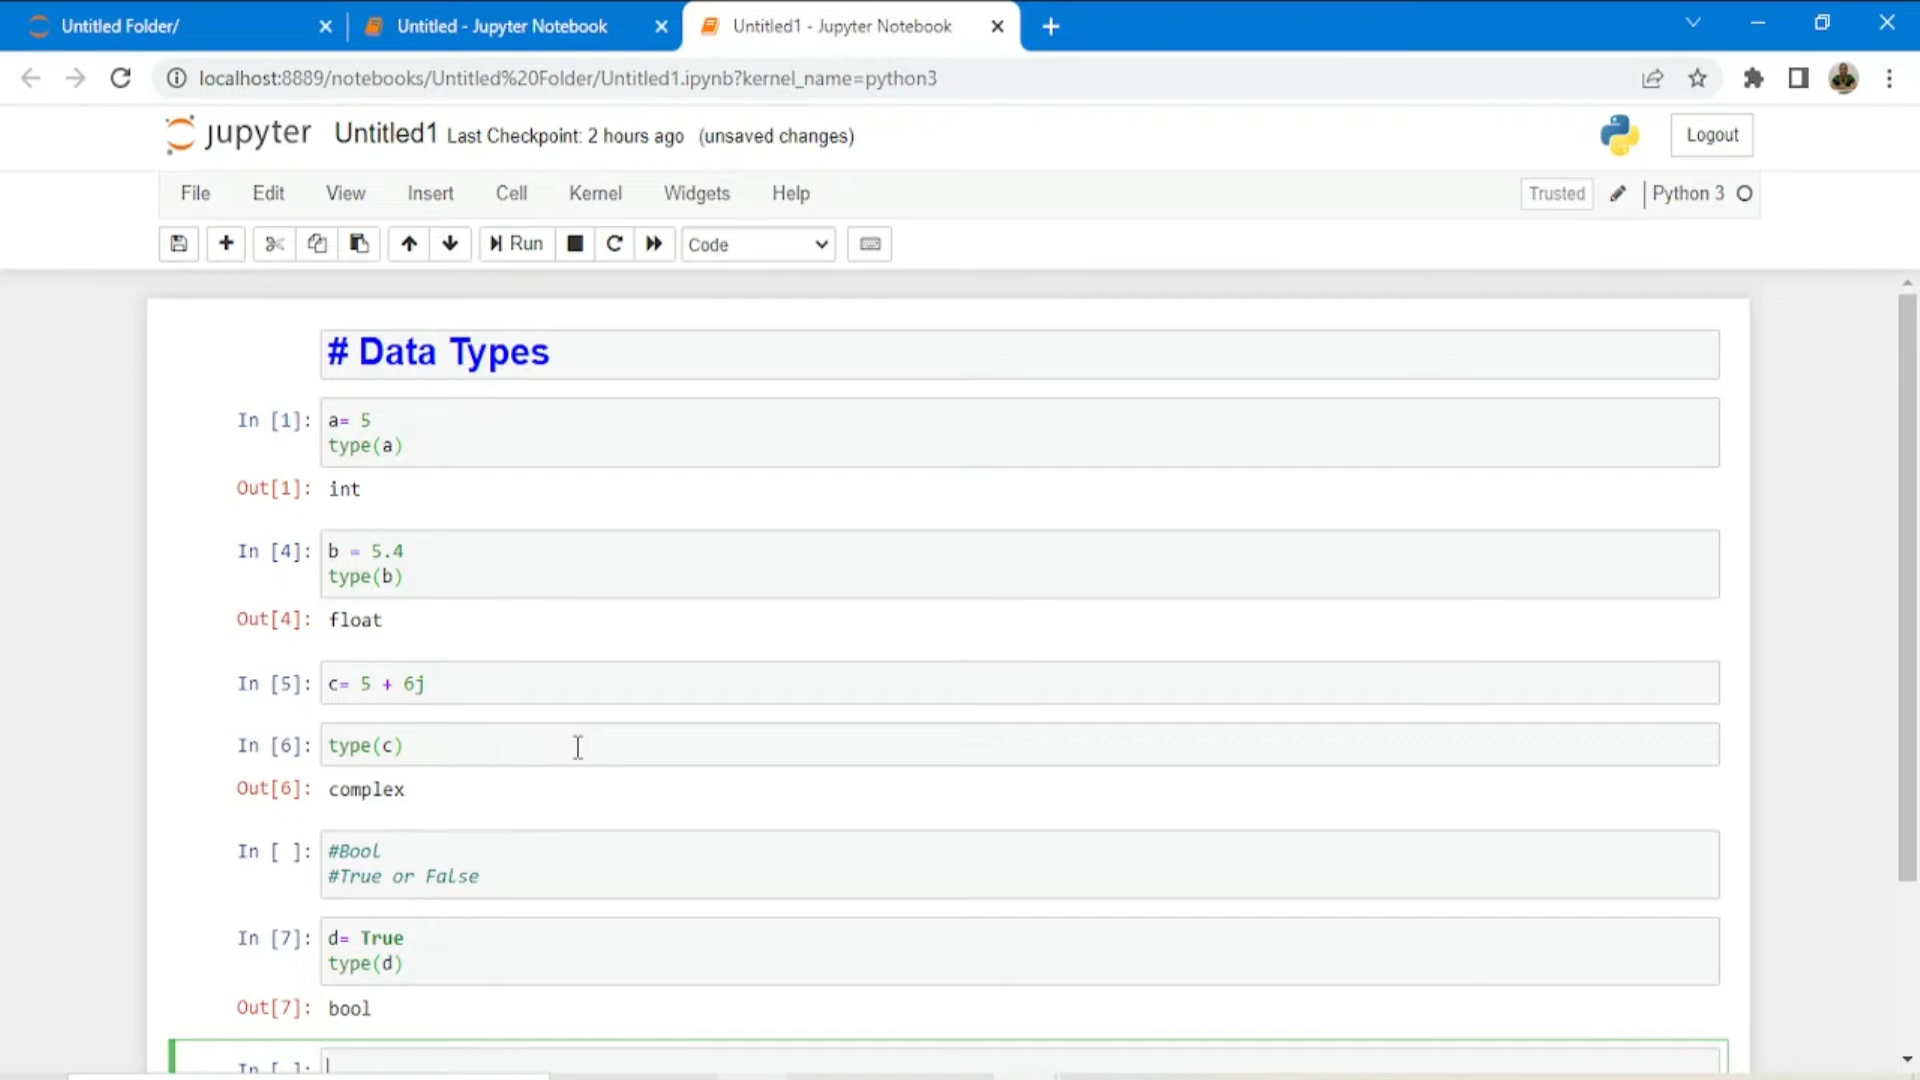 Untitled Folder/
Untitled - Jupyter Notebook
Untitled1 - Jupyter Notebook
localhost:8889/notebooks/Untitled%20Folder/Untitled1.ipynb?kernel_name=python3
jupyter Untitled1 Last Checkpoint: 2 hours ago (unsaved changes)
Logout
File Edit View Insert Cell Kernel Widgets Help
Trusted
Python 3
Run
Code
# Data Types
In [1]: a= 5
type(a)
Out[1]: int
In [4]: b = 5.4
type(b)
Out[4]: float
In [5]: c= 5 + 6j
In [6]: type(c)
Out[6]: complex
In [ ]: #Bool
#True or False
In [7]: d= True
type(d)
Out[7]: bool
In [ ]: